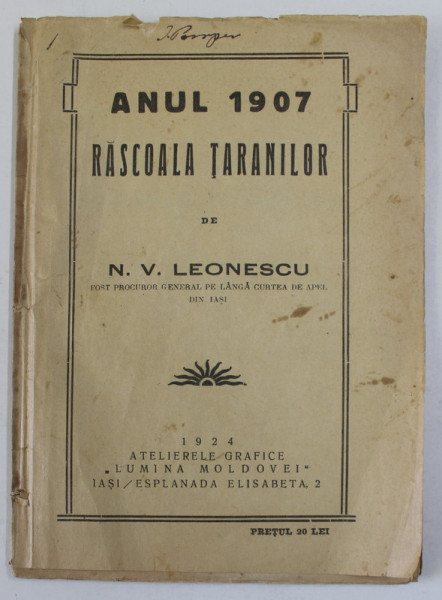 ANUL 1907
RĂSCOALA ȚARANILOR
DE
N. V. LEONESCU
FOST PROCUROR GENERAL PE LÂNGĂ CURTEA DE APEL
DIN IAȘI
1924
ATELIERELE GRAFICE
„LUMINA MOLDOVEI"
IAȘI/ESPLANADA ELISABETA, 2
PREȚUL 20 LEI